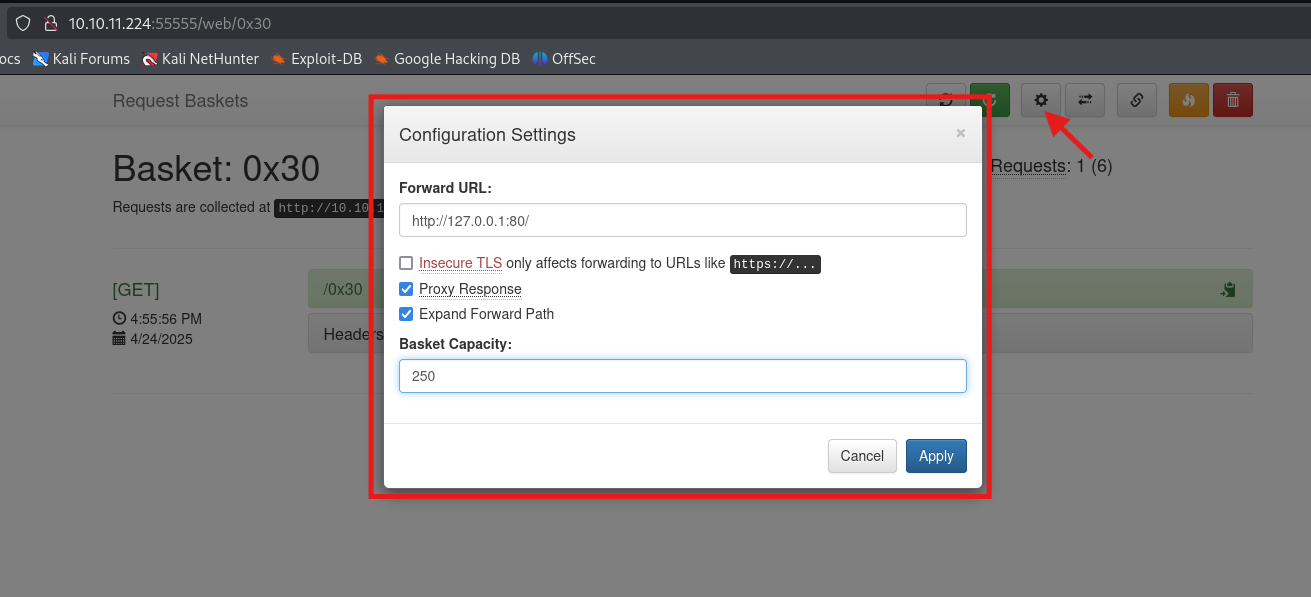 10.10.11.224:55555/web/0x30
ocs Kali Forums Kali NetHunter Exploit-DB Google Hacking DB OffSec
Request Baskets
Configuration Settings ×
Basket: 0x30
Requests: 1 (6)
Requests are collected at http://10.10
Forward URL:
http://127.0.0.1:80/
Insecure TLS only affects forwarding to URLs like https://...
[GET]
/0x30
Proxy Response
4:55:56 PM
Expand Forward Path
4/24/2025
Headers
Basket Capacity:
250
Cancel Apply